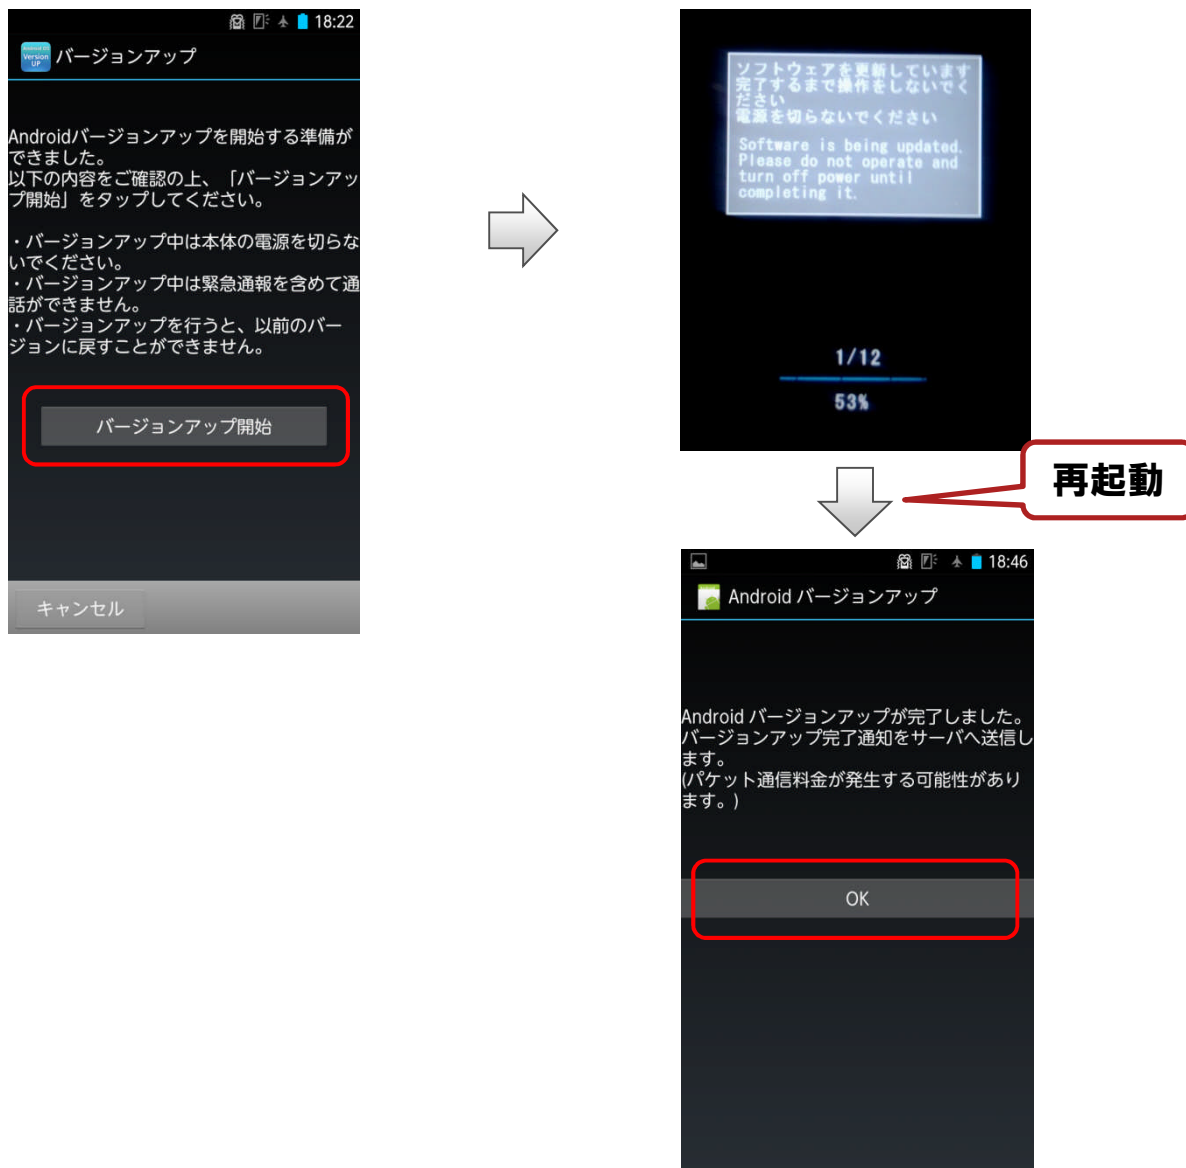 18:22
Android OS
Version
UP
バージョンアップ
Androidバージョンアップを開始する準備が
できました。
以下の内容をご確認の上、「バージョンアッ
プ開始」をタップしてください。
・バージョンアップ中は本体の電源を切らな
いでください。
・バージョンアップ中は緊急通報を含めて通
話ができません。
・バージョンアップを行うと、以前のバー
ジョンに戻すことができません。
バージョンアップ開始
キャンセル
ソフトウェアを更新しています
完了するまで操作をしないでく
ださい
電源を切らないでください
Software is being updated.
Please do not operate and
turn off power until
completing it.
1/12
53%
再起動
18:46
Android バージョンアップ
Android バージョンアップが完了しました。
バージョンアップ完了通知をサーバへ送信し
ます。
(パケット通信料金が発生する可能性があり
ます。)
OK